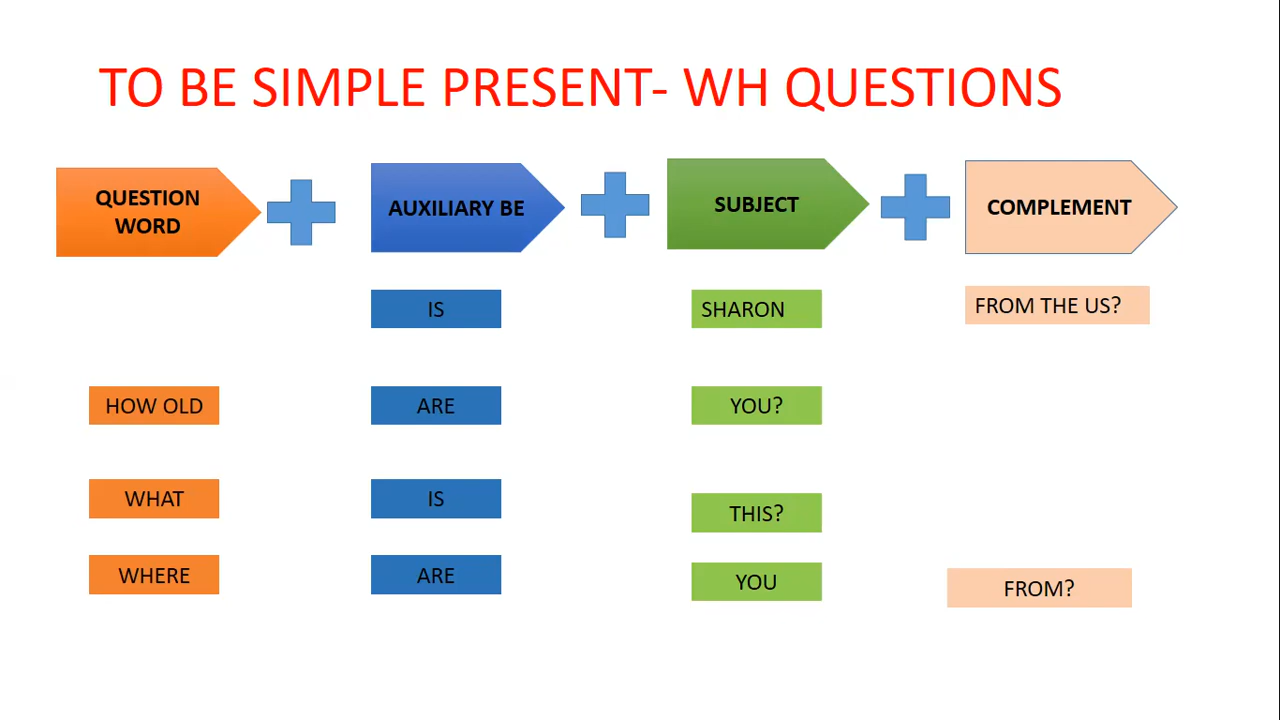 TO BE SIMPLE PRESENT- WH QUESTIONS
QUESTION
WORD
AUXILIARY BE
SUBJECT
COMPLEMENT
IS
SHARON
FROM THE US?
HOW OLD
ARE
YOU?
WHAT
IS
THIS?
WHERE
ARE
YOU
FROM?